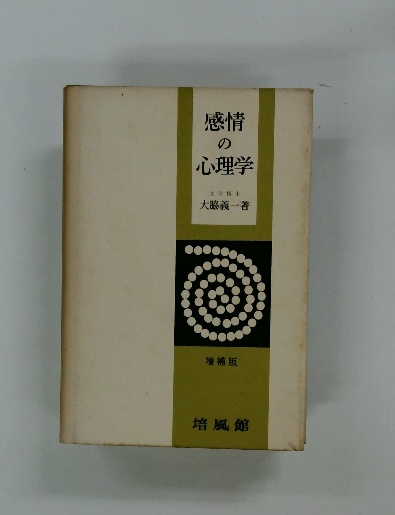 感情
の
心理学
文学博士
大脇義一著
増補版
培風館